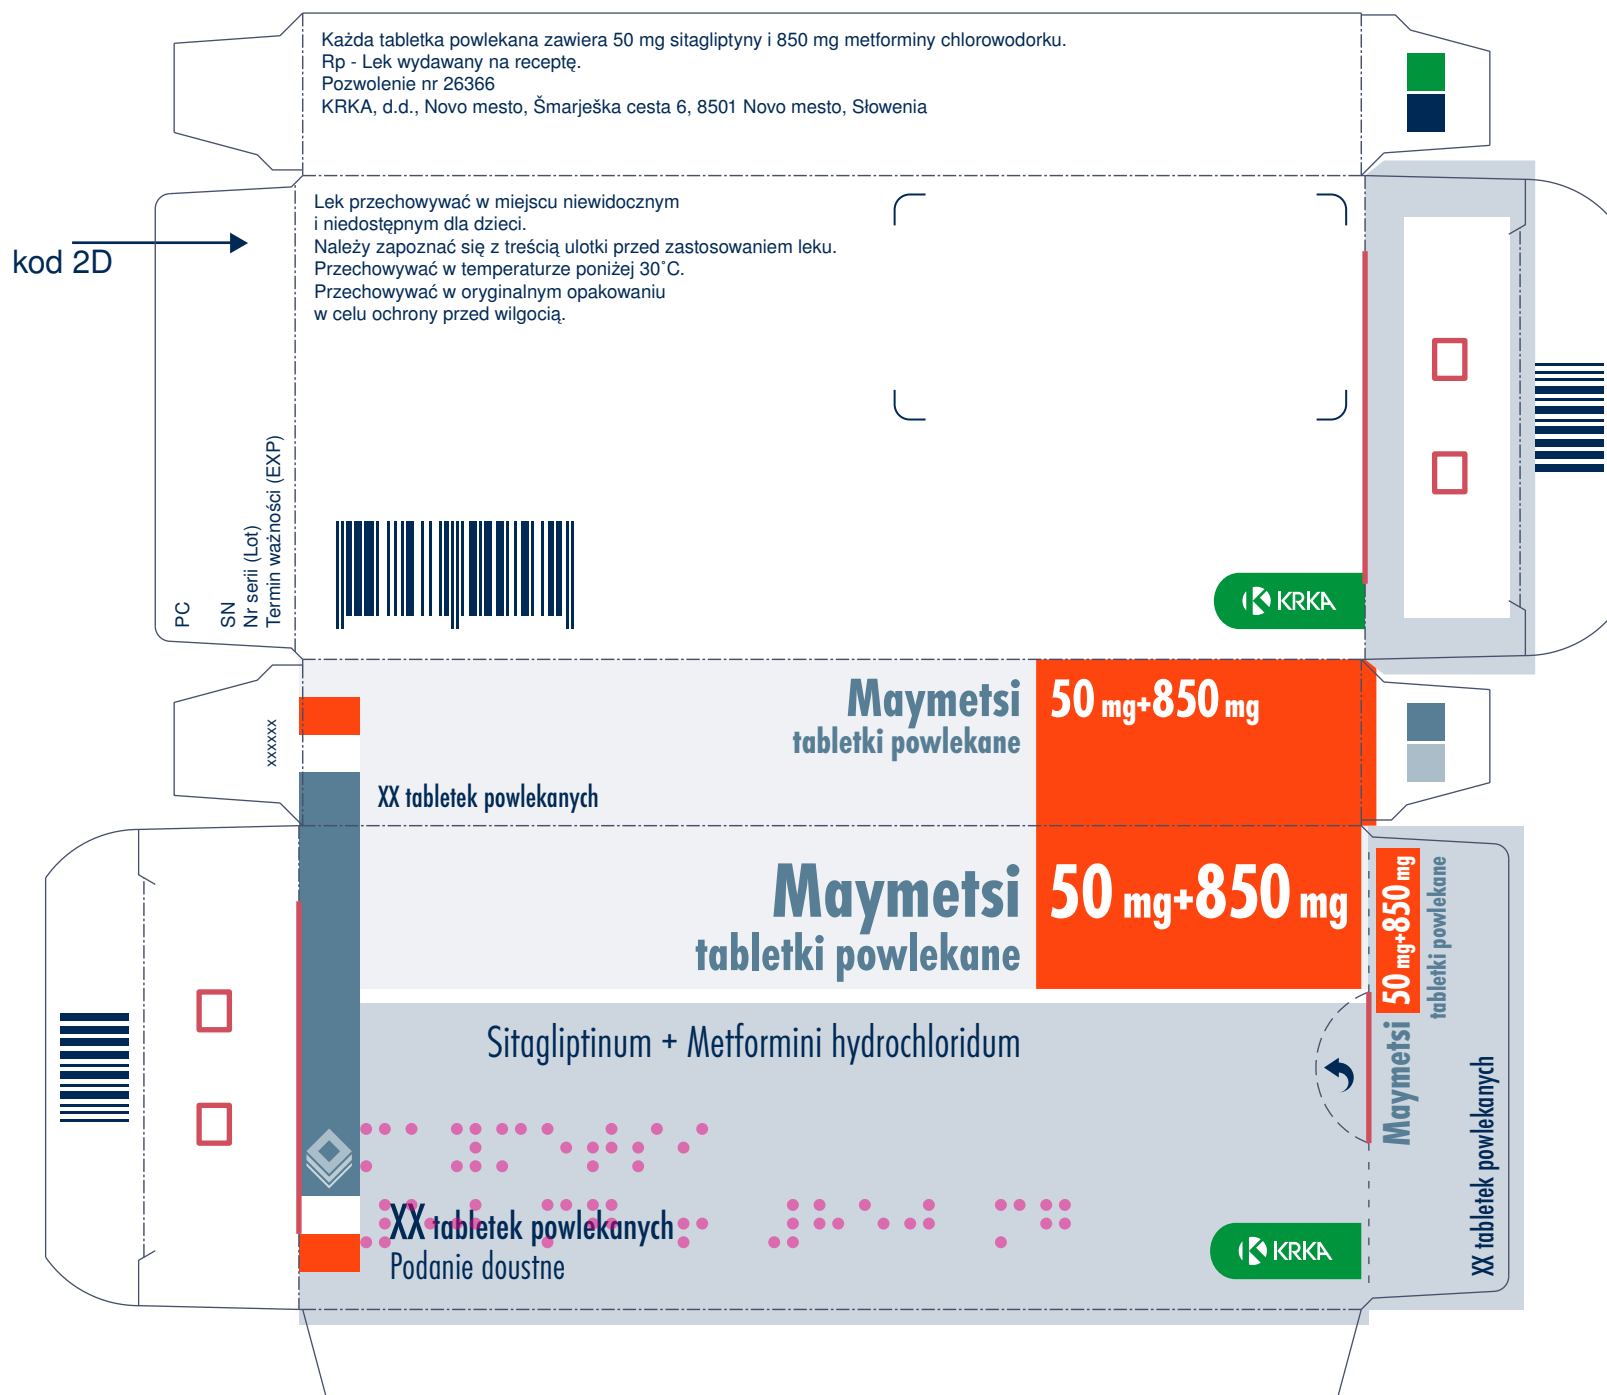 Każda tabletka powlekana zawiera 50 mg sitagliptyny i 850 mg metforminy chlorowodorku.
Rp - Lek wydawany na receptę.
Pozwolenie nr 26366
KRKA, d.d., Novo mesto, Šmarješka cesta 6, 8501 Novo mesto, Słowenia
kod 2D
Lek przechowywać w miejscu niewidocznym
i niedostępnym dla dzieci.
Należy zapoznać się z treścią ulotki przed zastosowaniem leku.
Przechowywać w temperaturze poniżej 30˚C.
Przechowywać w oryginalnym opakowaniu
w celu ochrony przed wilgocią.
PC
SN
Nr serii (Lot)
Termin ważności (EXP)
KRKA
xxxxxx
Maymetsi 50 mg+850 mg
tabletki powlekane
XX tabletek powlekanych
Maymetsi 50 mg+850 mg
tabletki powlekane
Sitagliptinum + Metformini hydrochloridum
XX tabletek powlekanych
Podanie doustne
KRKA
Maymetsi 50 mg+850 mg
tabletki powlekane
XX tabletek powlekanych